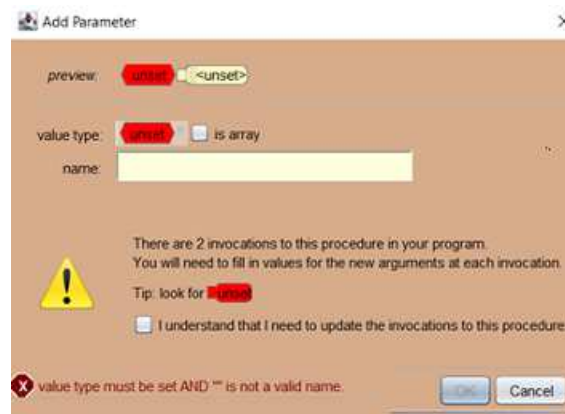 Add Parameter
preview: unset <unset>
value type: unset is array
name:
There are 2 invocations to this procedure in your program.
You will need to fill in values for the new arguments at each invocation.
Tip: look for unset
I understand that I need to update the invocations to this procedure
value type must be set AND "" is not a valid name.
OK Cancel